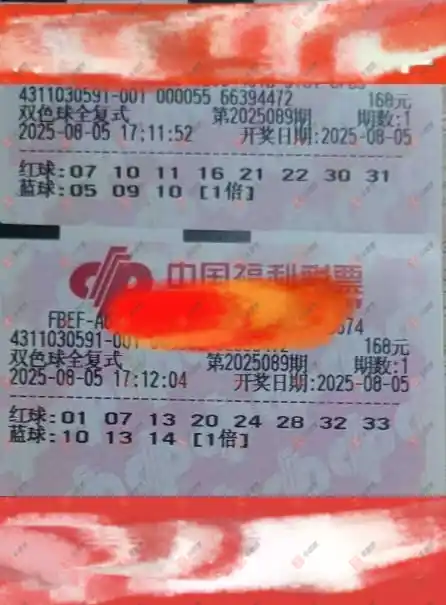 4311030591-001 000055 66394472 168元
双色球全复式 第2025089期 期数:1
2025-08-05 17:11:52 开奖日期:2025-08-05
红球:07 10 11 16 21 22 30 31
蓝球:05 09 10 [1倍]
中国福利彩票
FBEF-A
4311030591-001 168元
双色球全复式 第2025089期 期数:1
2025-08-05 17:12:04 开奖日期:2025-08-05
红球:01 07 13 20 24 28 32 33
蓝球:10 13 14 [1倍]